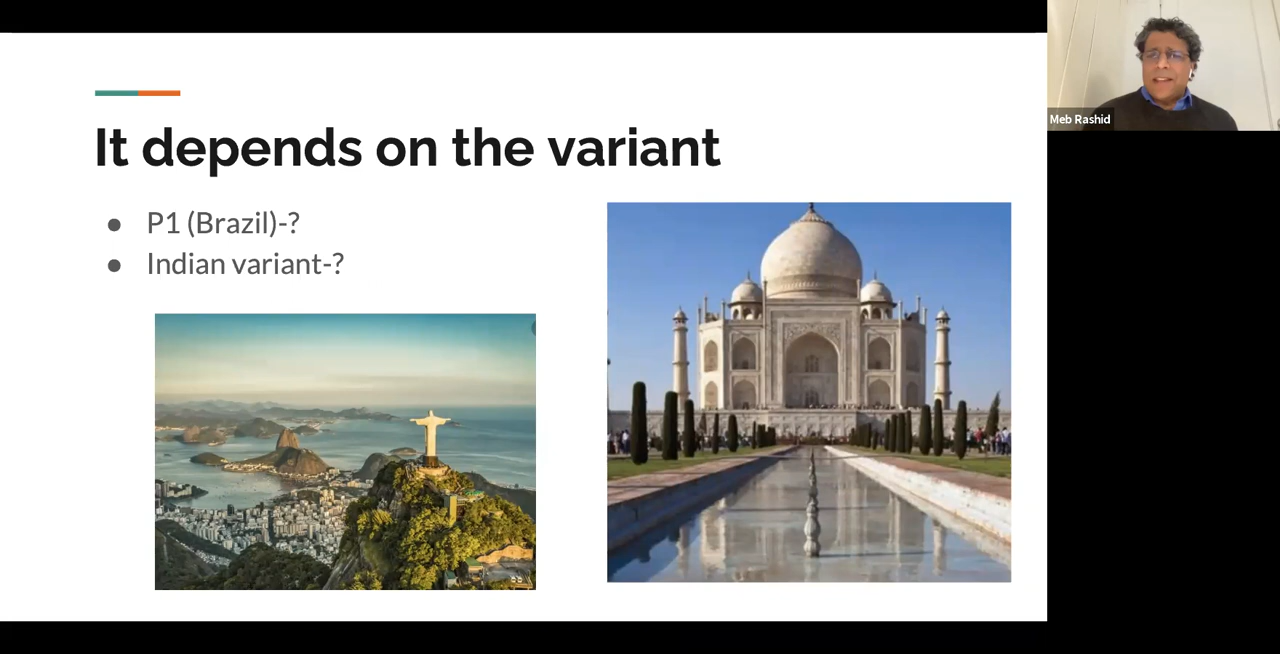 It depends on the variant
● P1 (Brazil)-?
● Indian variant-?
Meb Rashid